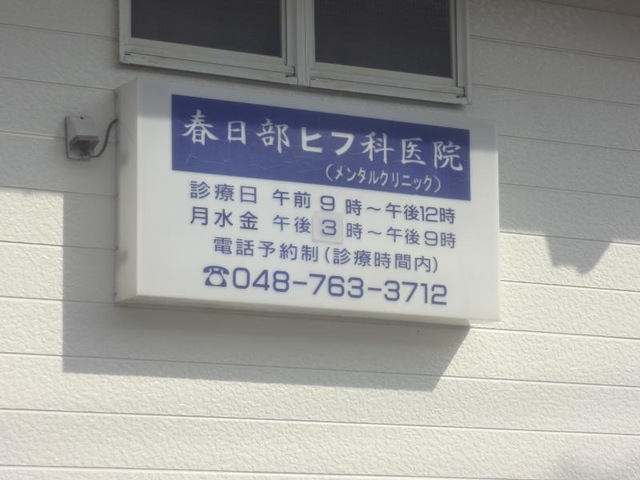 春日部ヒフ科医院
(メンタルクリニック)
診療日 午前 9 時～午後12時
月水金 午後 3 時～午後 9時
電話予約制(診療時間内)
☎048-763-3712